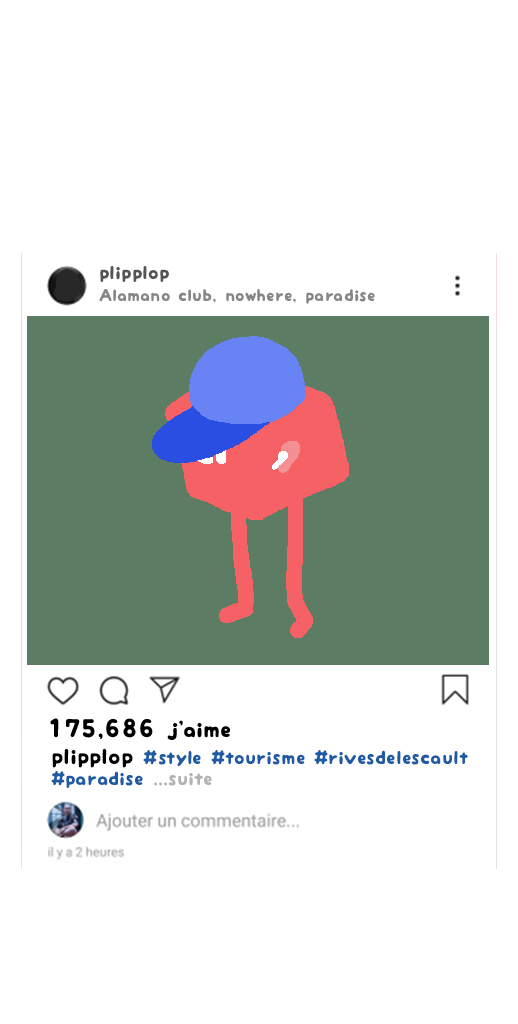 plipplop
Alamano club, nowhere, paradise
175,686 j'aime
plipplop #style #tourisme #rivesdelescault
#paradise ...suite
Ajouter un commentaire...
il y a 2 heures